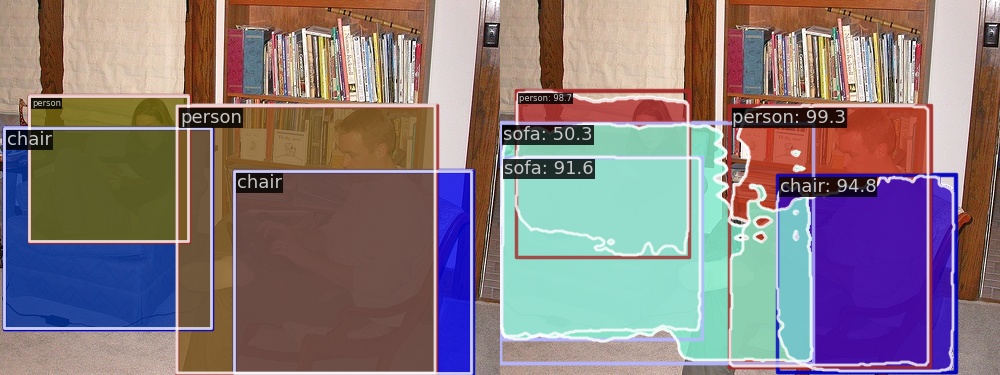 person
person
chair
chair
person: 98.7
person: 99.3
sofa: 50.3
sofa: 91.6
chair: 94.8